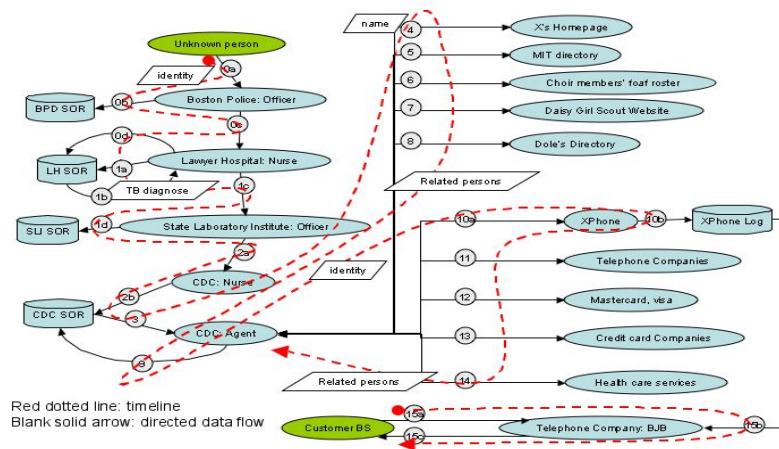 name
4
X's Homepage
Unknown person
5
MIT directory
0a
identity
6
Choir members' foaf roster
0b
BPD SOR
Boston Police: Officer
7
Daisy Girl Scout Website
0c
0d
8
Dole's Directory
Lawyer Hospital: Nurse
LH SOR
1a
Related persons
1b
TB diagnose
1c
SLI SOR
1d
State Laboratory Institute: Officer
10a
XPhone
10b
XPhone Log
2a
11
Telephone Companies
identity
CDC: Nurse
2b
12
Mastercard, visa
CDC SOR
3
CDC: Agent
13
Credit card Companies
9
Related persons
14
Health care services
Red dotted line: timeline
Blank solid arrow: directed data flow
15a
Customer BS
Telephone Company: BJB
15b
15c